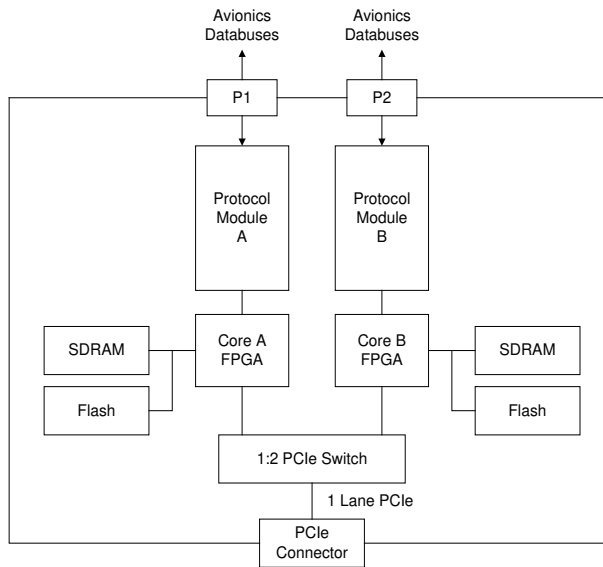 Avionics
Databuses
Avionics
Databuses
P1
P2
Protocol
Module
A
Protocol
Module
B
SDRAM
Core A
FPGA
Core B
FPGA
SDRAM
Flash
Flash
1:2 PCIe Switch
1 Lane PCIe
PCIe
Connector